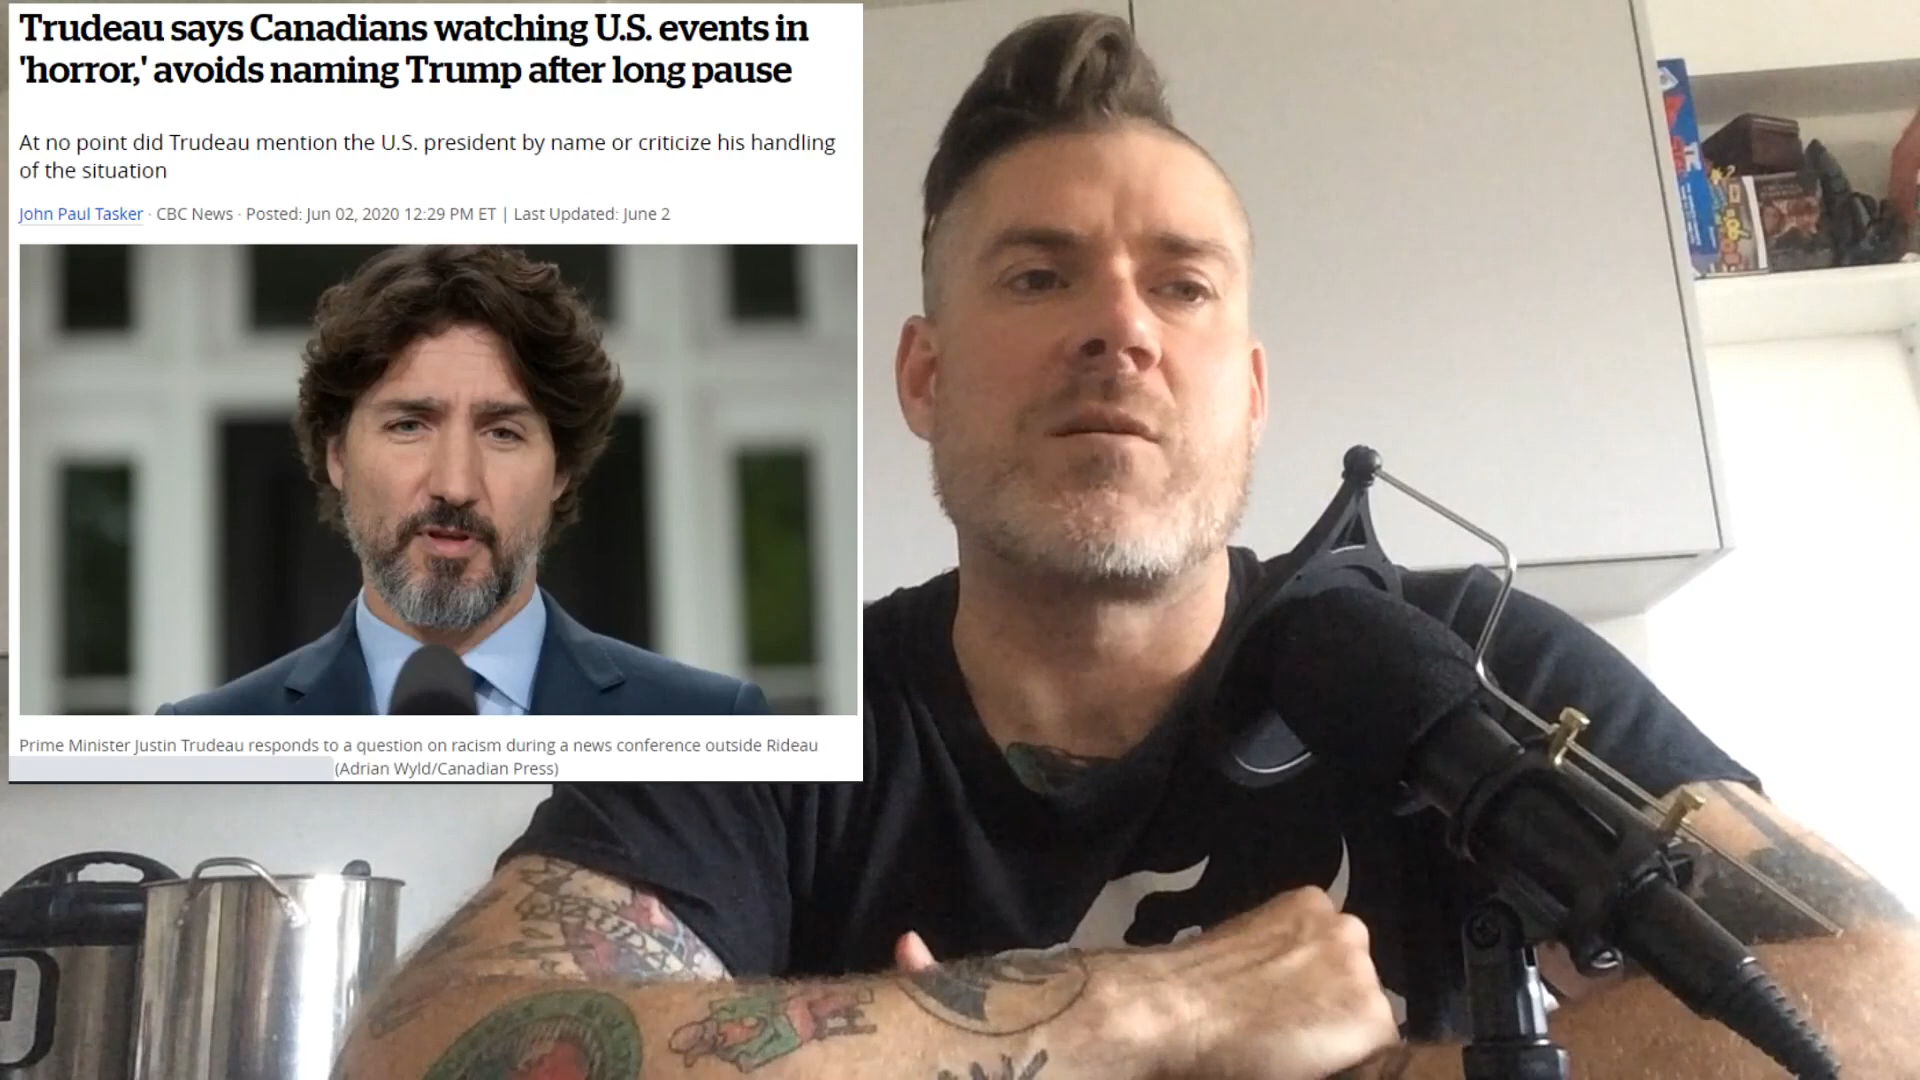 Trudeau says Canadians watching U.S. events in
'horror,' avoids naming Trump after long pause
At no point did Trudeau mention the U.S. president by name or criticize his handling
of the situation
John Paul Tasker · CBC News · Posted: Jun 02, 2020 12:29 PM ET | Last Updated: June 2
Prime Minister Justin Trudeau responds to a question on racism during a news conference outside Rideau
(Adrian Wyld/Canadian Press)